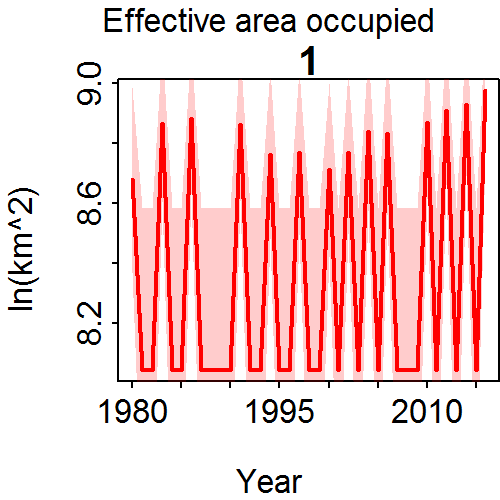 Effective area occupied
1
9.0
8.6
8.2
ln(km^2)
1980 1995 2010
Year